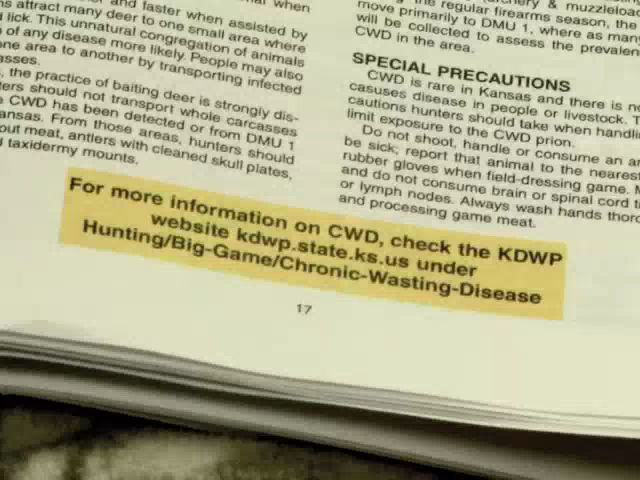 and faster when assisted by
attract many deer to one small area where
lick. This unnatural congregation of animals
of any disease more likely. People may also
area to another by transporting infected
the practice of baiting deer is strongly dis-
should not transport whole carcasses
CWD has been detected or from DMU 1
From those areas, hunters should
meat, antlers with cleaned skull plates,
taxidermy mounts.
& muzzleload
the regular firearms season, tha
move primarily to DMU 1, where as many
will be collected to assess the prevalen
CWD in the area.
SPECIAL PRECAUTIONS
CWD is rare in Kansas and there is n
casuses disease in people or livestock. T
cautions hunters should take when handli
limit exposure to the CWD prion.
Do not shoot, handle or consume an an
be sick; report that animal to the nearest
rubber gloves when field-dressing game. M
and do not consume brain or spinal cord ti
or lymph nodes. Always wash hands thoro
and processing game meat.
For more information on CWD, check the KDWP
website kdwp.state.ks.us under
Hunting/Big-Game/Chronic-Wasting-Disease
17